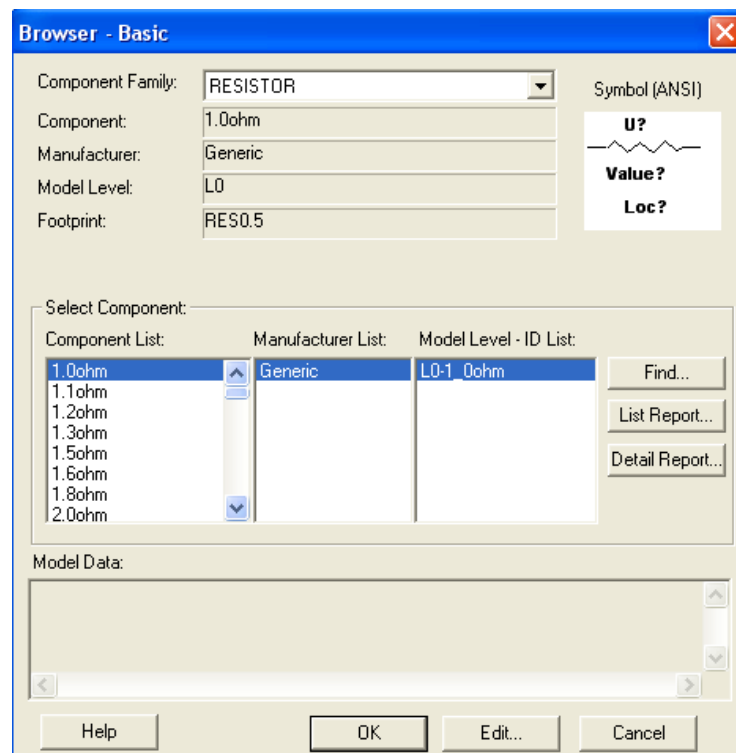 Browser - Basic
Component Family: RESISTOR
Symbol (ANSI)
Component: 1.0ohm
U?
Manufacturer: Generic
Value?
Model Level: L0
Loc?
Footprint: RES0.5
Select Component:
Component List: Manufacturer List: Model Level - ID List:
1.0ohm Generic L0-1_0ohm Find...
1.1ohm
1.2ohm
1.3ohm List Report...
1.5ohm
1.6ohm Detail Report...
1.8ohm
2.0ohm
Model Data:
Help OK Edit... Cancel